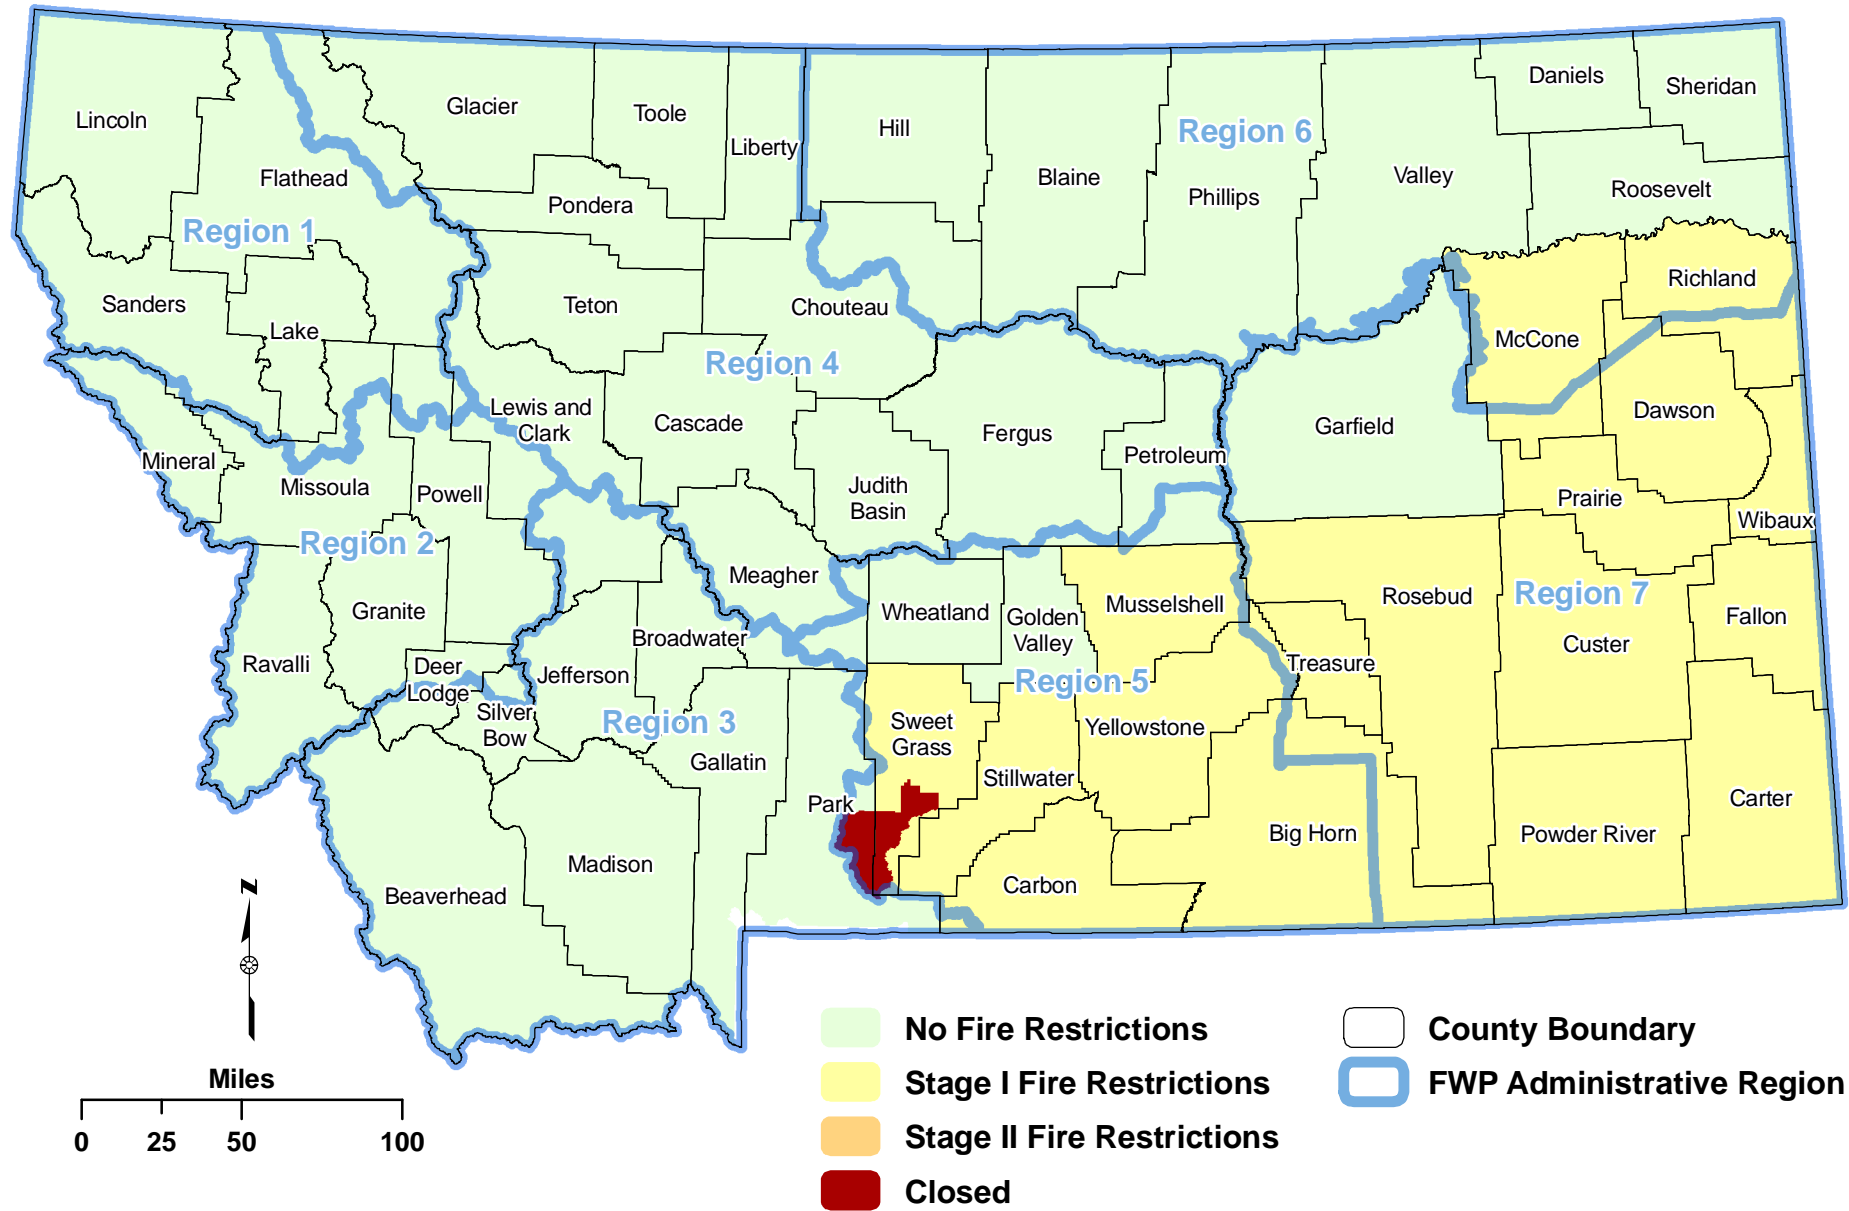 Lincoln
Flathead
Glacier
Toole
Liberty
Hill
Blaine
Region 6
Phillips
Valley
Daniels
Sheridan
Roosevelt
Region 1
Pondera
Sanders
Lake
Teton
Chouteau
Region 4
Richland
McCone
Lewis and
Clark
Cascade
Fergus
Petroleum
Garfield
Dawson
Mineral
Missoula
Powell
Judith
Basin
Prairie
Wibaux
Region 2
Meagher
Wheatland
Golden
Valley
Musselshell
Rosebud
Region 7
Custer
Fallon
Granite
Ravalli
Deer
Lodge
Broadwater
Jefferson
Treasure
Region 5
Silver
Bow
Region 3
Gallatin
Sweet
Grass
Yellowstone
Stillwater
Park
Big Horn
Powder River
Carter
Madison
Beaverhead
Carbon
N
Miles
0 25 50 100
No Fire Restrictions
Stage I Fire Restrictions
Stage II Fire Restrictions
Closed
County Boundary
FWP Administrative Region